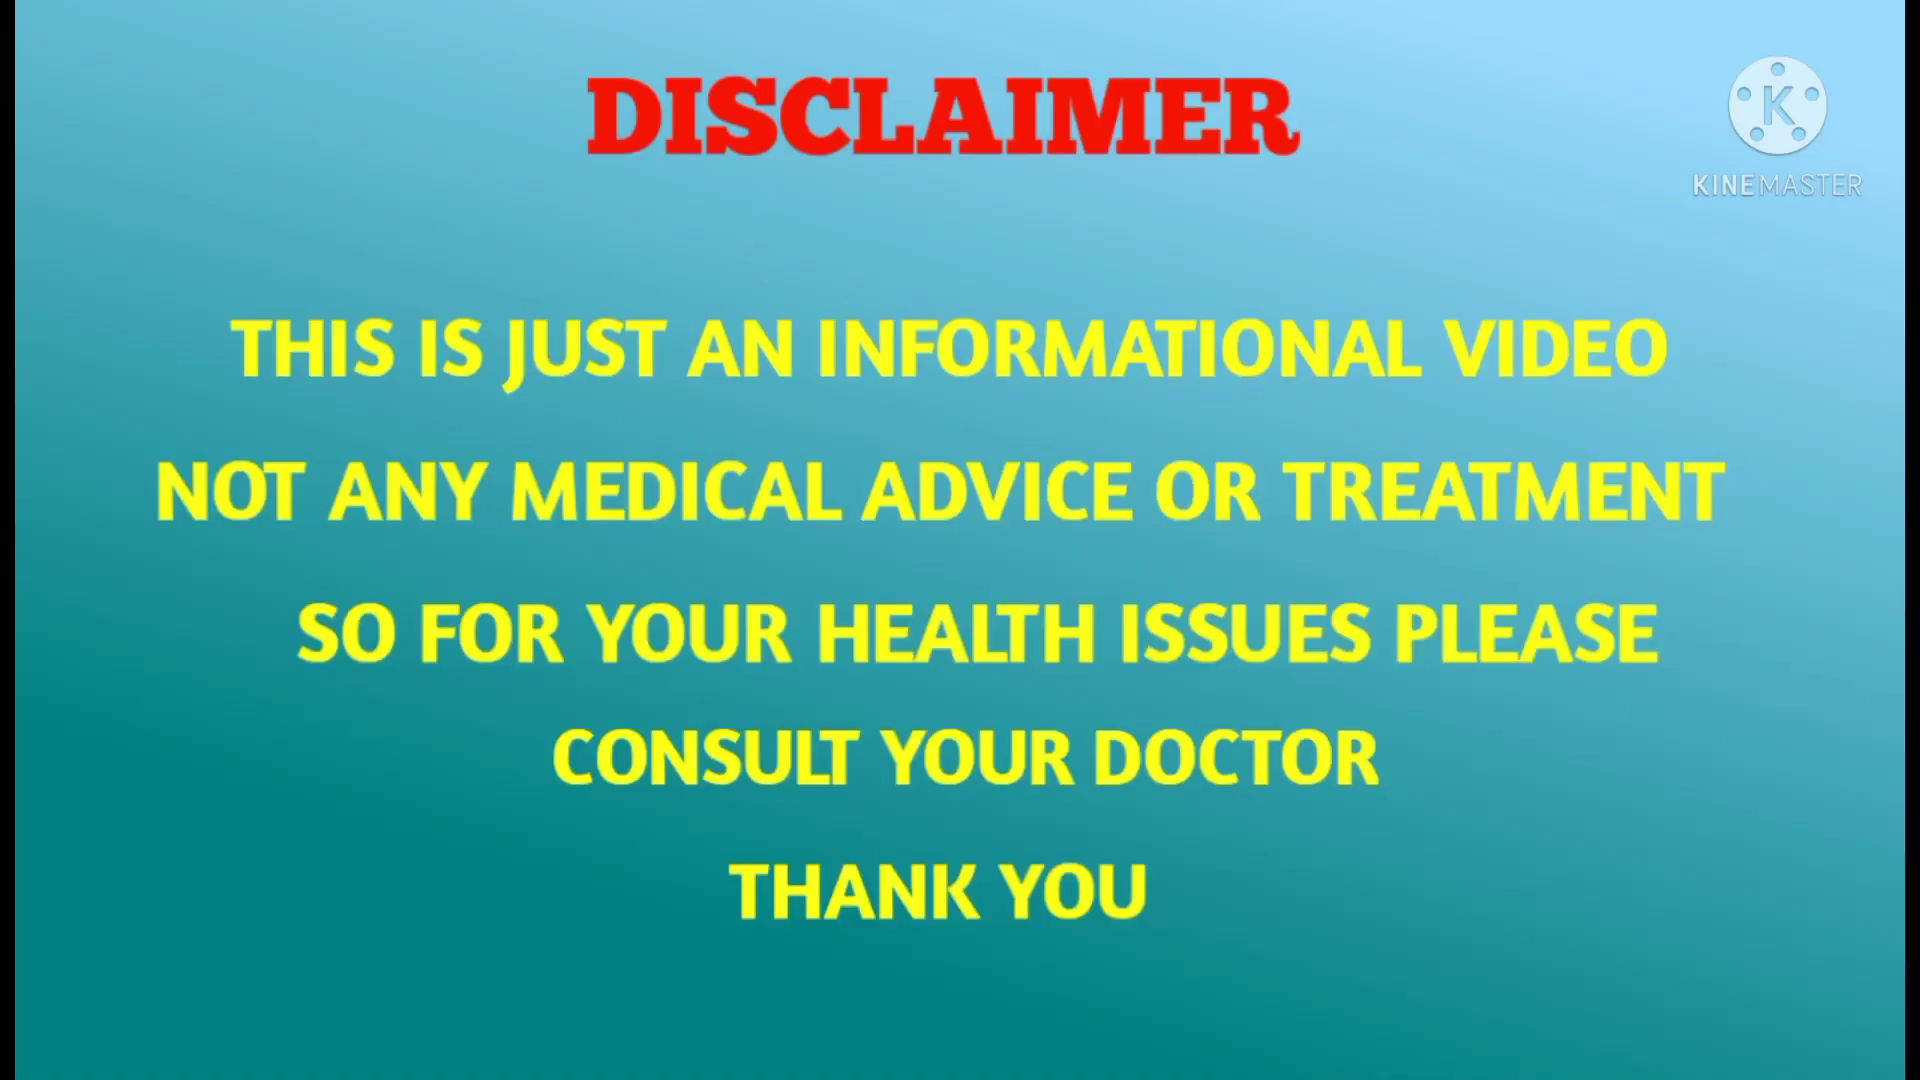 DISCLAIMER
K
KINEMASTER
THIS IS JUST AN INFORMATIONAL VIDEO
NOT ANY MEDICAL ADVICE OR TREATMENT
SO FOR YOUR HEALTH ISSUES PLEASE
CONSULT YOUR DOCTOR
THANK YOU